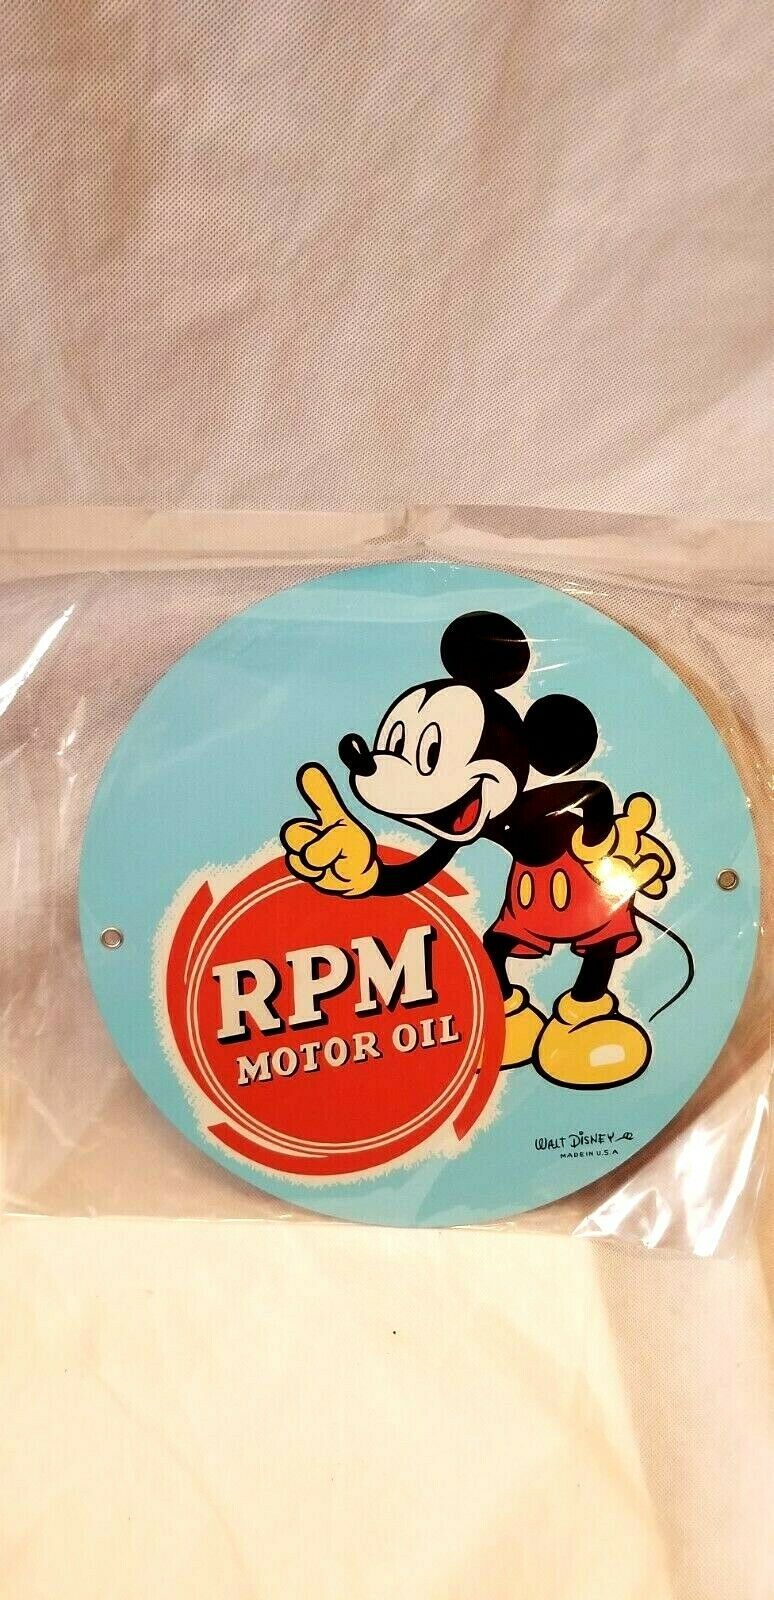 RPM
MOTOR OIL
WALT DISNEY
MADE IN U.S.A